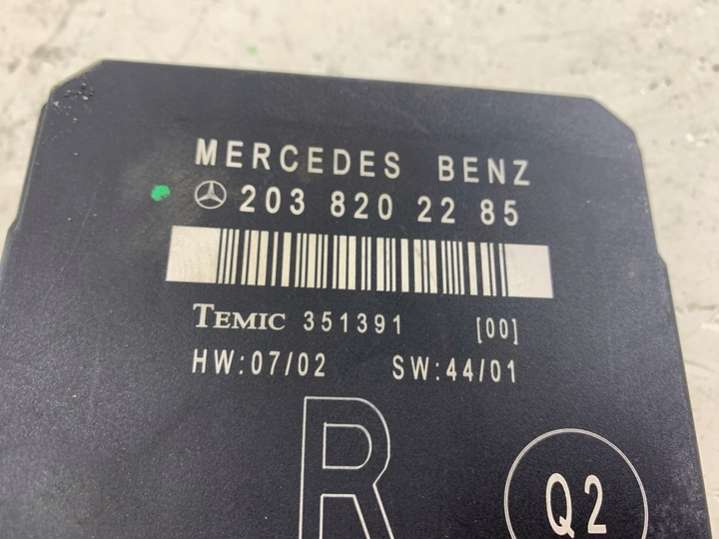 MERCEDES BENZ
203 820 22 85
TEMIC 351391 [00]
HW:07/02 SW:44/01
R
Q2